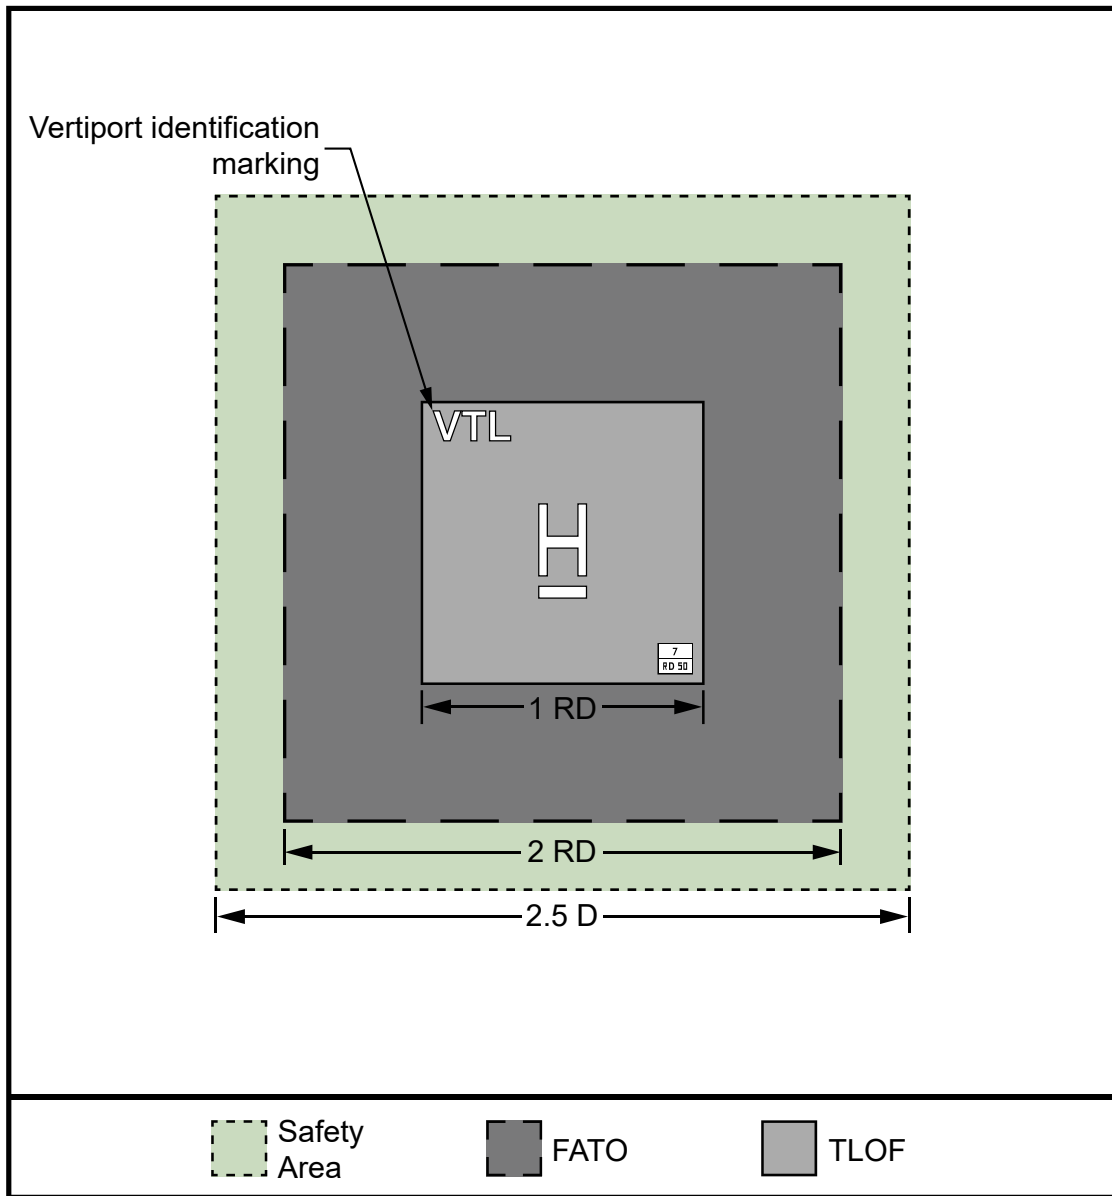 Vertiport identification
marking
VTL
H
7
RD 50
1 RD
2 RD
2.5 D
Safety
Area
FATO
TLOF